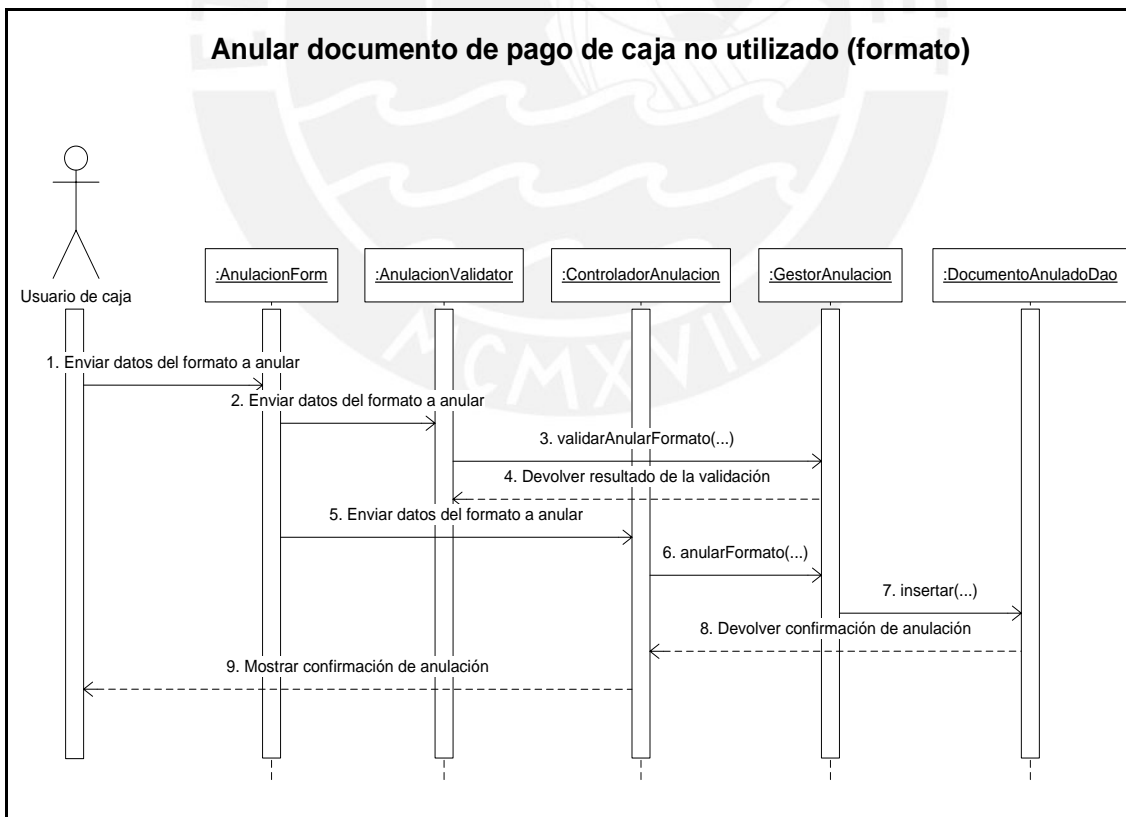 Anular documento de pago de caja no utilizado (formato)
Usuario de caja
:AnulacionForm
:AnulacionValidator
:ControladorAnulacion
:GestorAnulacion
:DocumentoAnuladoDao
1. Enviar datos del formato a anular
2. Enviar datos del formato a anular
3. validarAnularFormato(...)
4. Devolver resultado de la validación
5. Enviar datos del formato a anular
6. anularFormato(...)
7. insertar(...)
8. Devolver confirmación de anulación
9. Mostrar confirmación de anulación
MCMXVII